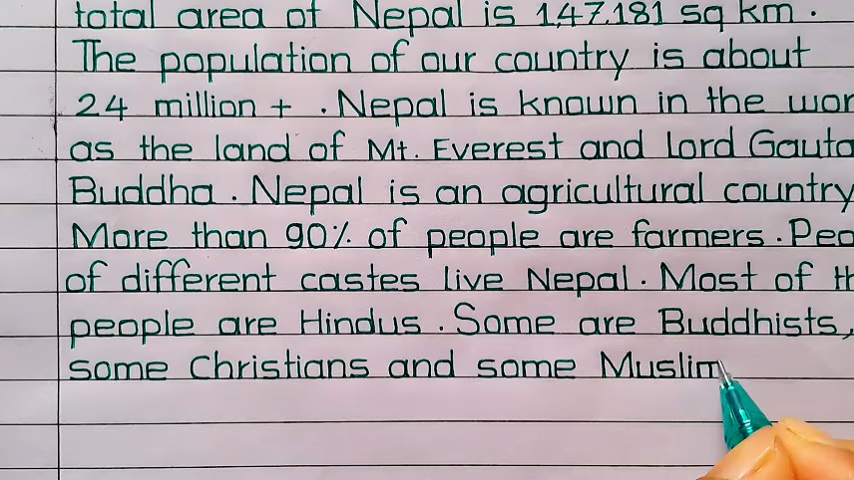 total area of Nepal is 1,47,181 sq km.
The population of our country is about
24 million + . Nepal is known in the wor
as the land of Mt. Everest and Lord Gauta
Buddha. Nepal is an agricultural country
More than 90% of people are farmers. Peo
of different castes live Nepal. Most of th
people are Hindus. Some are Buddhists,
some Christians and some Muslim